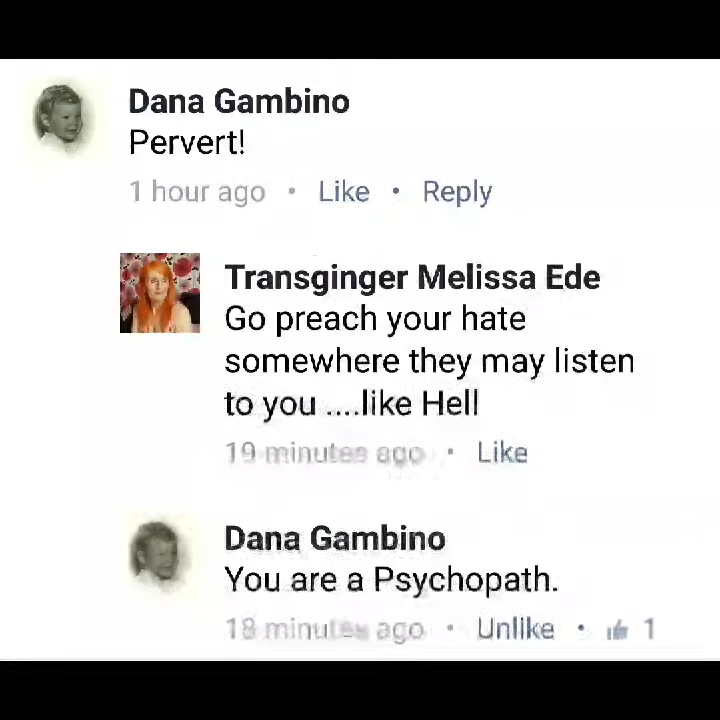 Dana Gambino
Pervert!
1 hour ago • Like • Reply
Transginger Melissa Ede
Go preach your hate
somewhere they may listen
to you ....like Hell
19 minutes ago • Like
Dana Gambino
You are a Psychopath.
18 minutes ago • Unlike • 1